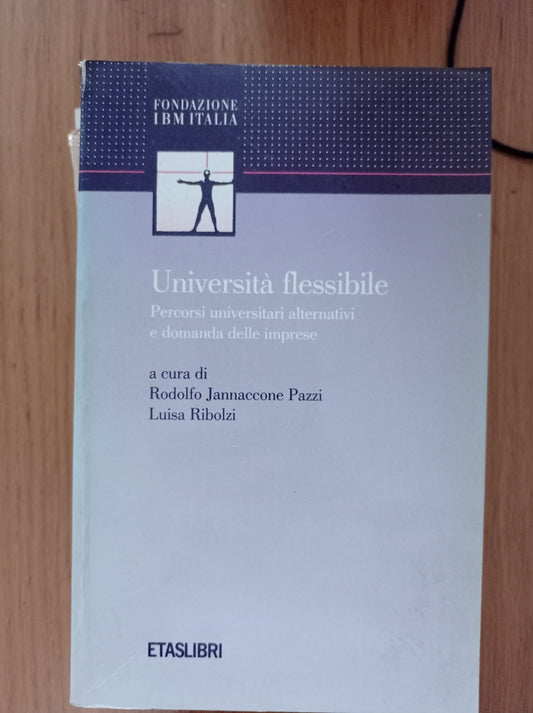 FONDAZIONE
IBM ITALIA
Università flessibile
Percorsi universitari alternativi
e domanda delle imprese
a cura di
Rodolfo Jannaccone Pazzi
Luisa Ribolzi
ETASLIBRI